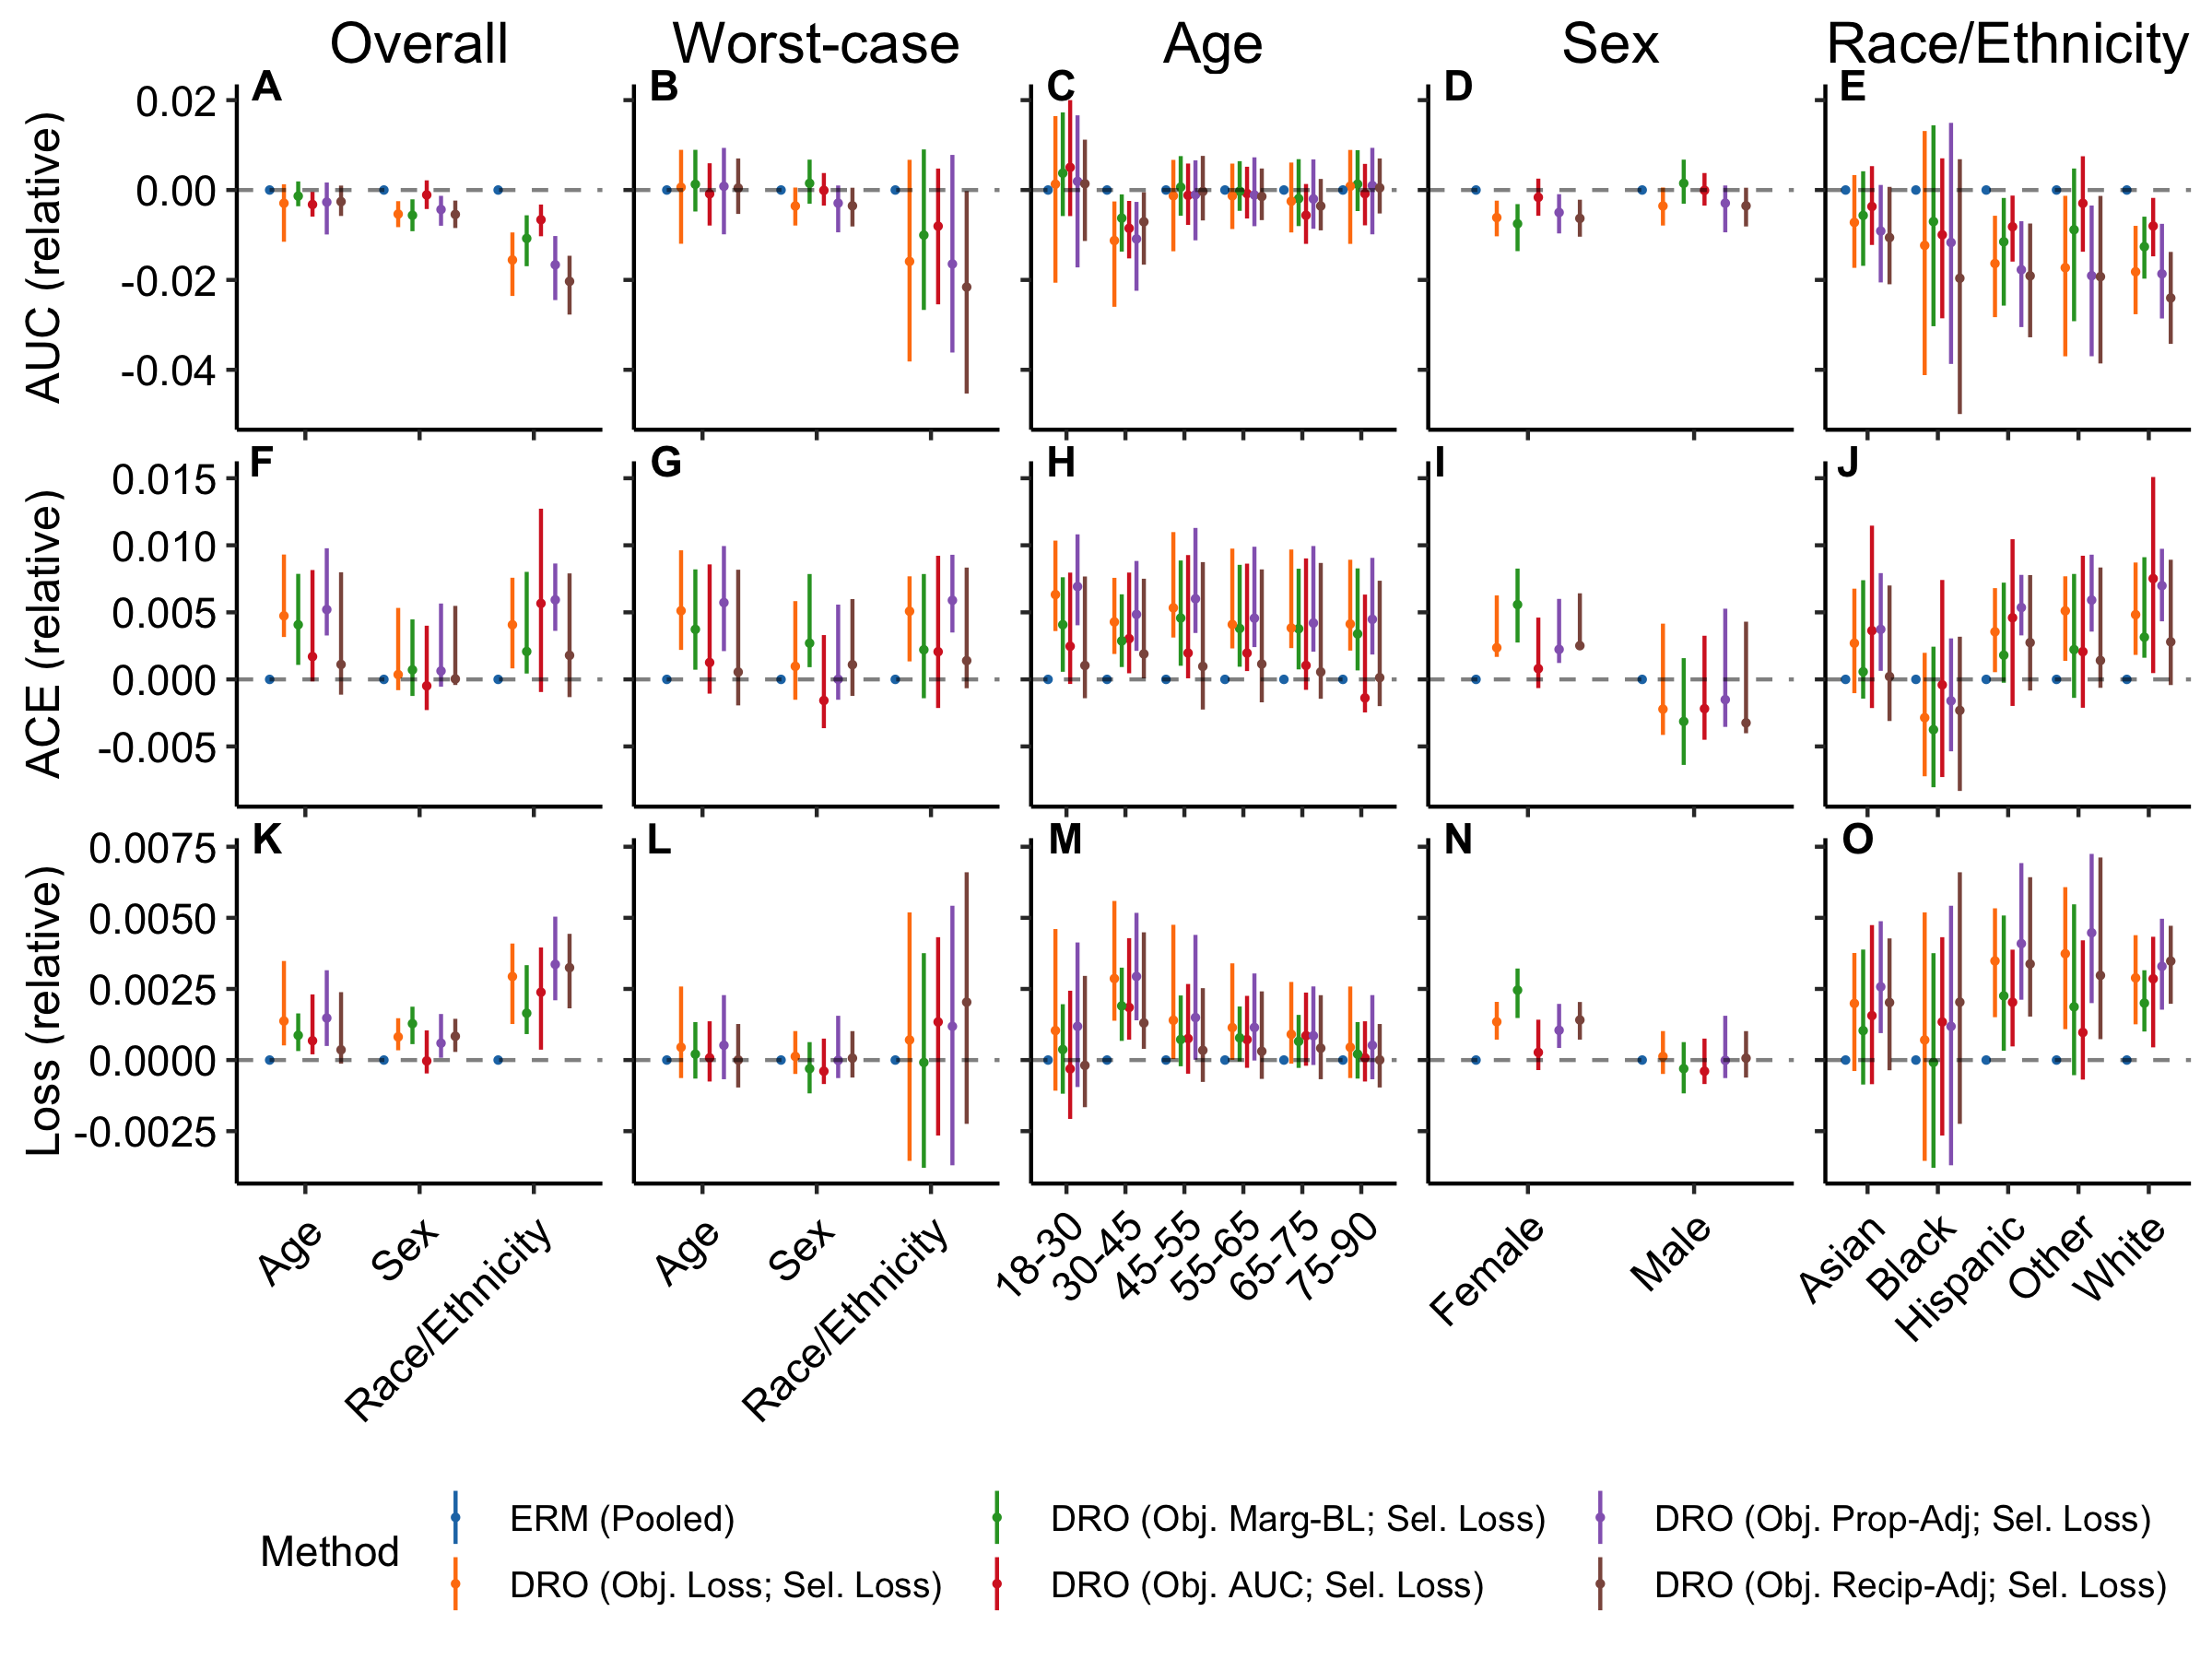 Overall Worst-case Age Sex Race/Ethnicity
A B C D E
AUC (relative)
0.02
0.00
-0.02
-0.04
F G H I J
ACE (relative)
0.015
0.010
0.005
0.000
-0.005
K L M N O
Loss (relative)
0.0075
0.0050
0.0025
0.0000
-0.0025
Age Sex Race/Ethnicity Age Sex Race/Ethnicity 18-30 30-45 45-55 55-65 65-75 75-90 Female Male Asian Black Hispanic Other White
Method
ERM (Pooled) DRO (Obj. Marg-BL; Sel. Loss) DRO (Obj. Prop-Adj; Sel. Loss)
DRO (Obj. Loss; Sel. Loss) DRO (Obj. AUC; Sel. Loss) DRO (Obj. Recip-Adj; Sel. Loss)